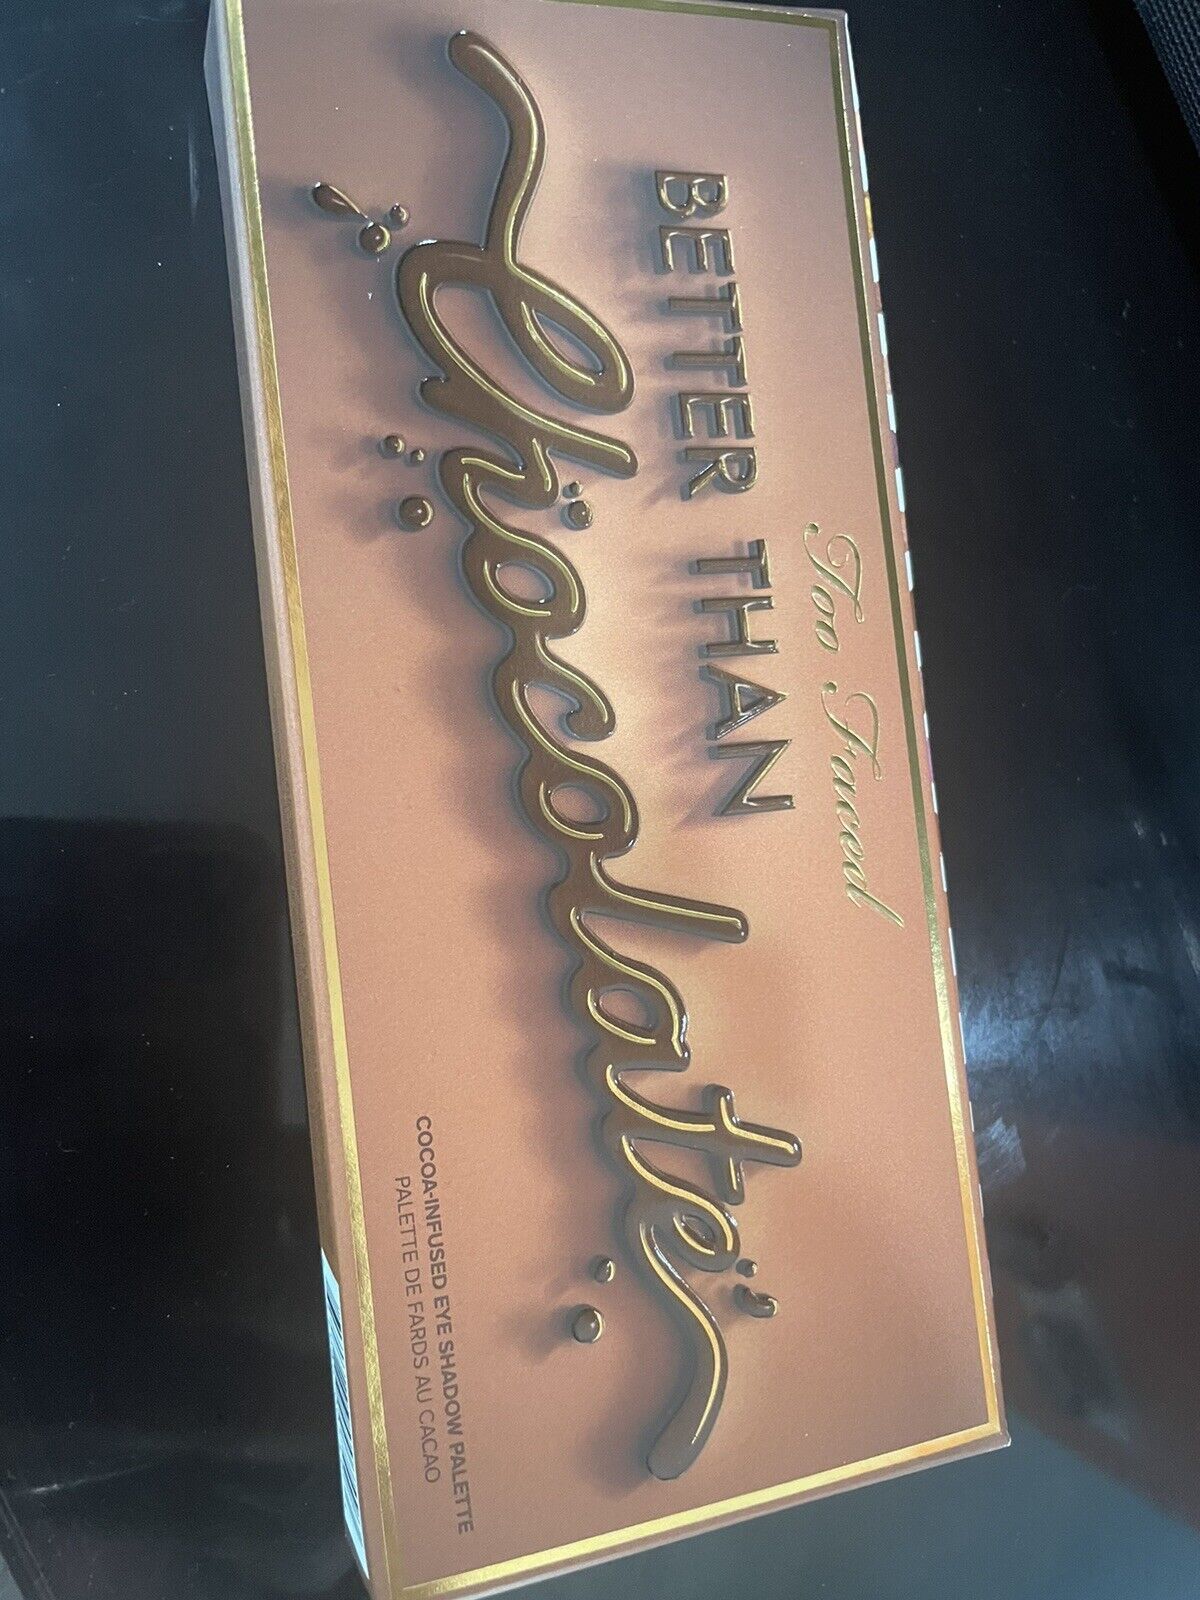 Too Faced
BETTER THAN
Chocolate
COCOA-INFUSED EYE SHADOW PALETTE
PALETTE DE FARDS AU CACAO